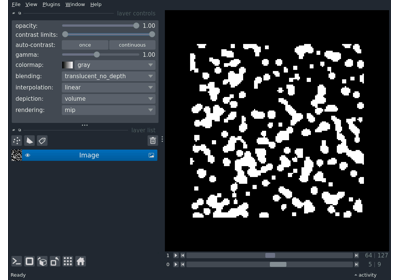 File View Plugins Window Help
layer controls
opacity: 1.00
contrast limits:
auto-contrast: once continuous
gamma: 1.00
colormap: gray
blending: translucent_no_depth
interpolation: linear
depiction: volume
rendering: mip
layer list
Image
1 64 127
0 5 9
Ready
activity